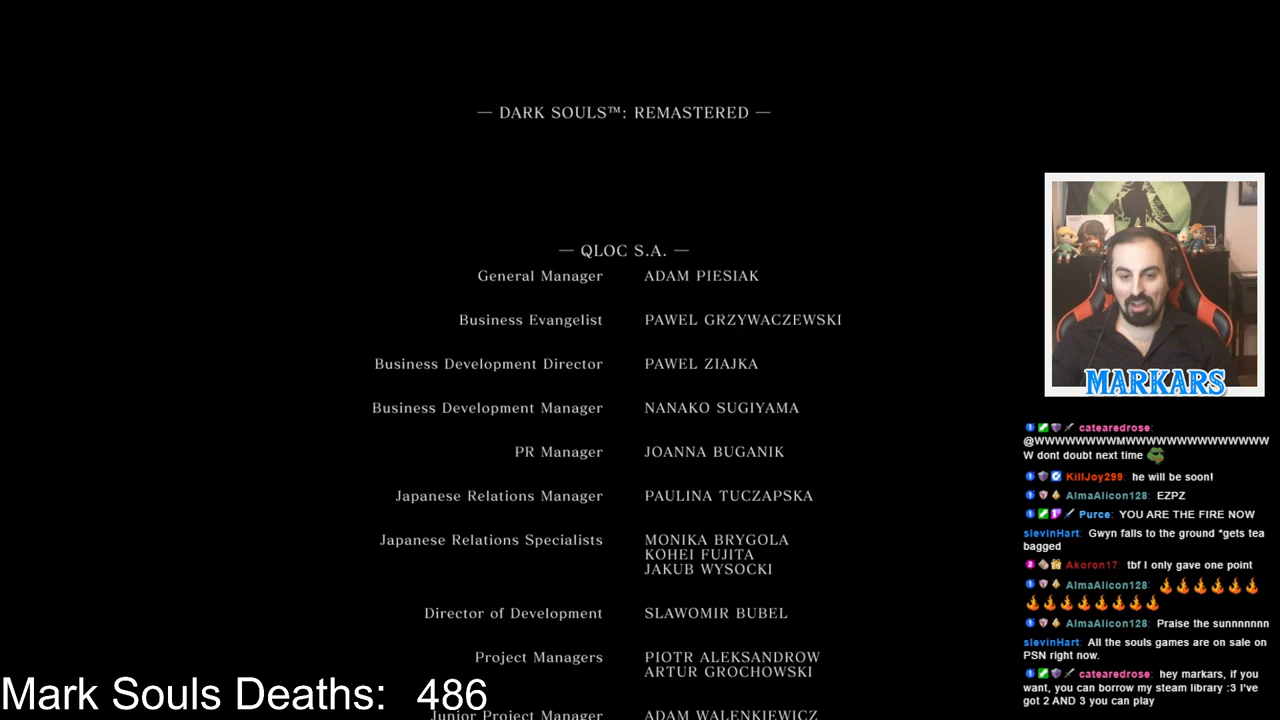 — DARK SOULS™: REMASTERED —
— QLOC S.A. —
General Manager ADAM PIESIAK
Business Evangelist PAWEL GRZYWACZEWSKI
Business Development Director PAWEL ZIAJKA
Business Development Manager NANAKO SUGIYAMA
PR Manager JOANNA BUGANIK
Japanese Relations Manager PAULINA TUCZAPSKA
Japanese Relations Specialists MONIKA BRYGOLA
KOHEI FUJITA
JAKUB WYSOCKI
Director of Development SLAWOMIR BUBEL
Project Managers PIOTR ALEKSANDROW
ARTUR GROCHOWSKI
Junior Project Manager ADAM WALENKIEWICZ
Mark Souls Deaths: 486
MARKARS
catearedrose:
@WWWWWWWWMWWWWWWWWWWWWWW
W dont doubt next time
KillJoy299: he will be soon!
AlmaAlicon128: EZPZ
Purce: YOU ARE THE FIRE NOW
slevinHart: Gwyn falls to the ground *gets tea
bagged
Akoron17: tbf I only gave one point
AlmaAlicon128:
AlmaAlicon128: Praise the sunnnnnnn
slevinHart: All the souls games are on sale on
PSN right now.
catearedrose: hey markars, if you
want, you can borrow my steam library :3 I've
got 2 AND 3 you can play